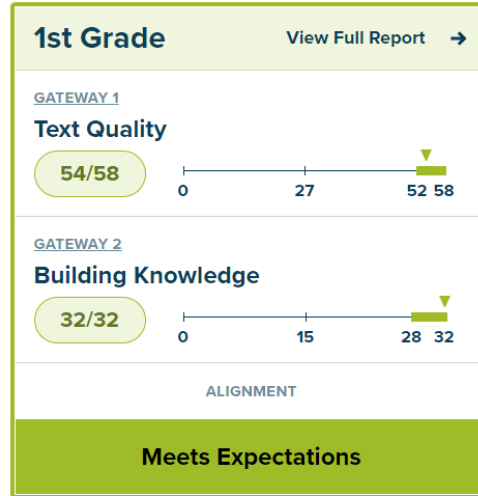 1st Grade View Full Report →
GATEWAY 1
Text Quality
54/58
0 27 52 58
GATEWAY 2
Building Knowledge
32/32
0 15 28 32
ALIGNMENT
Meets Expectations